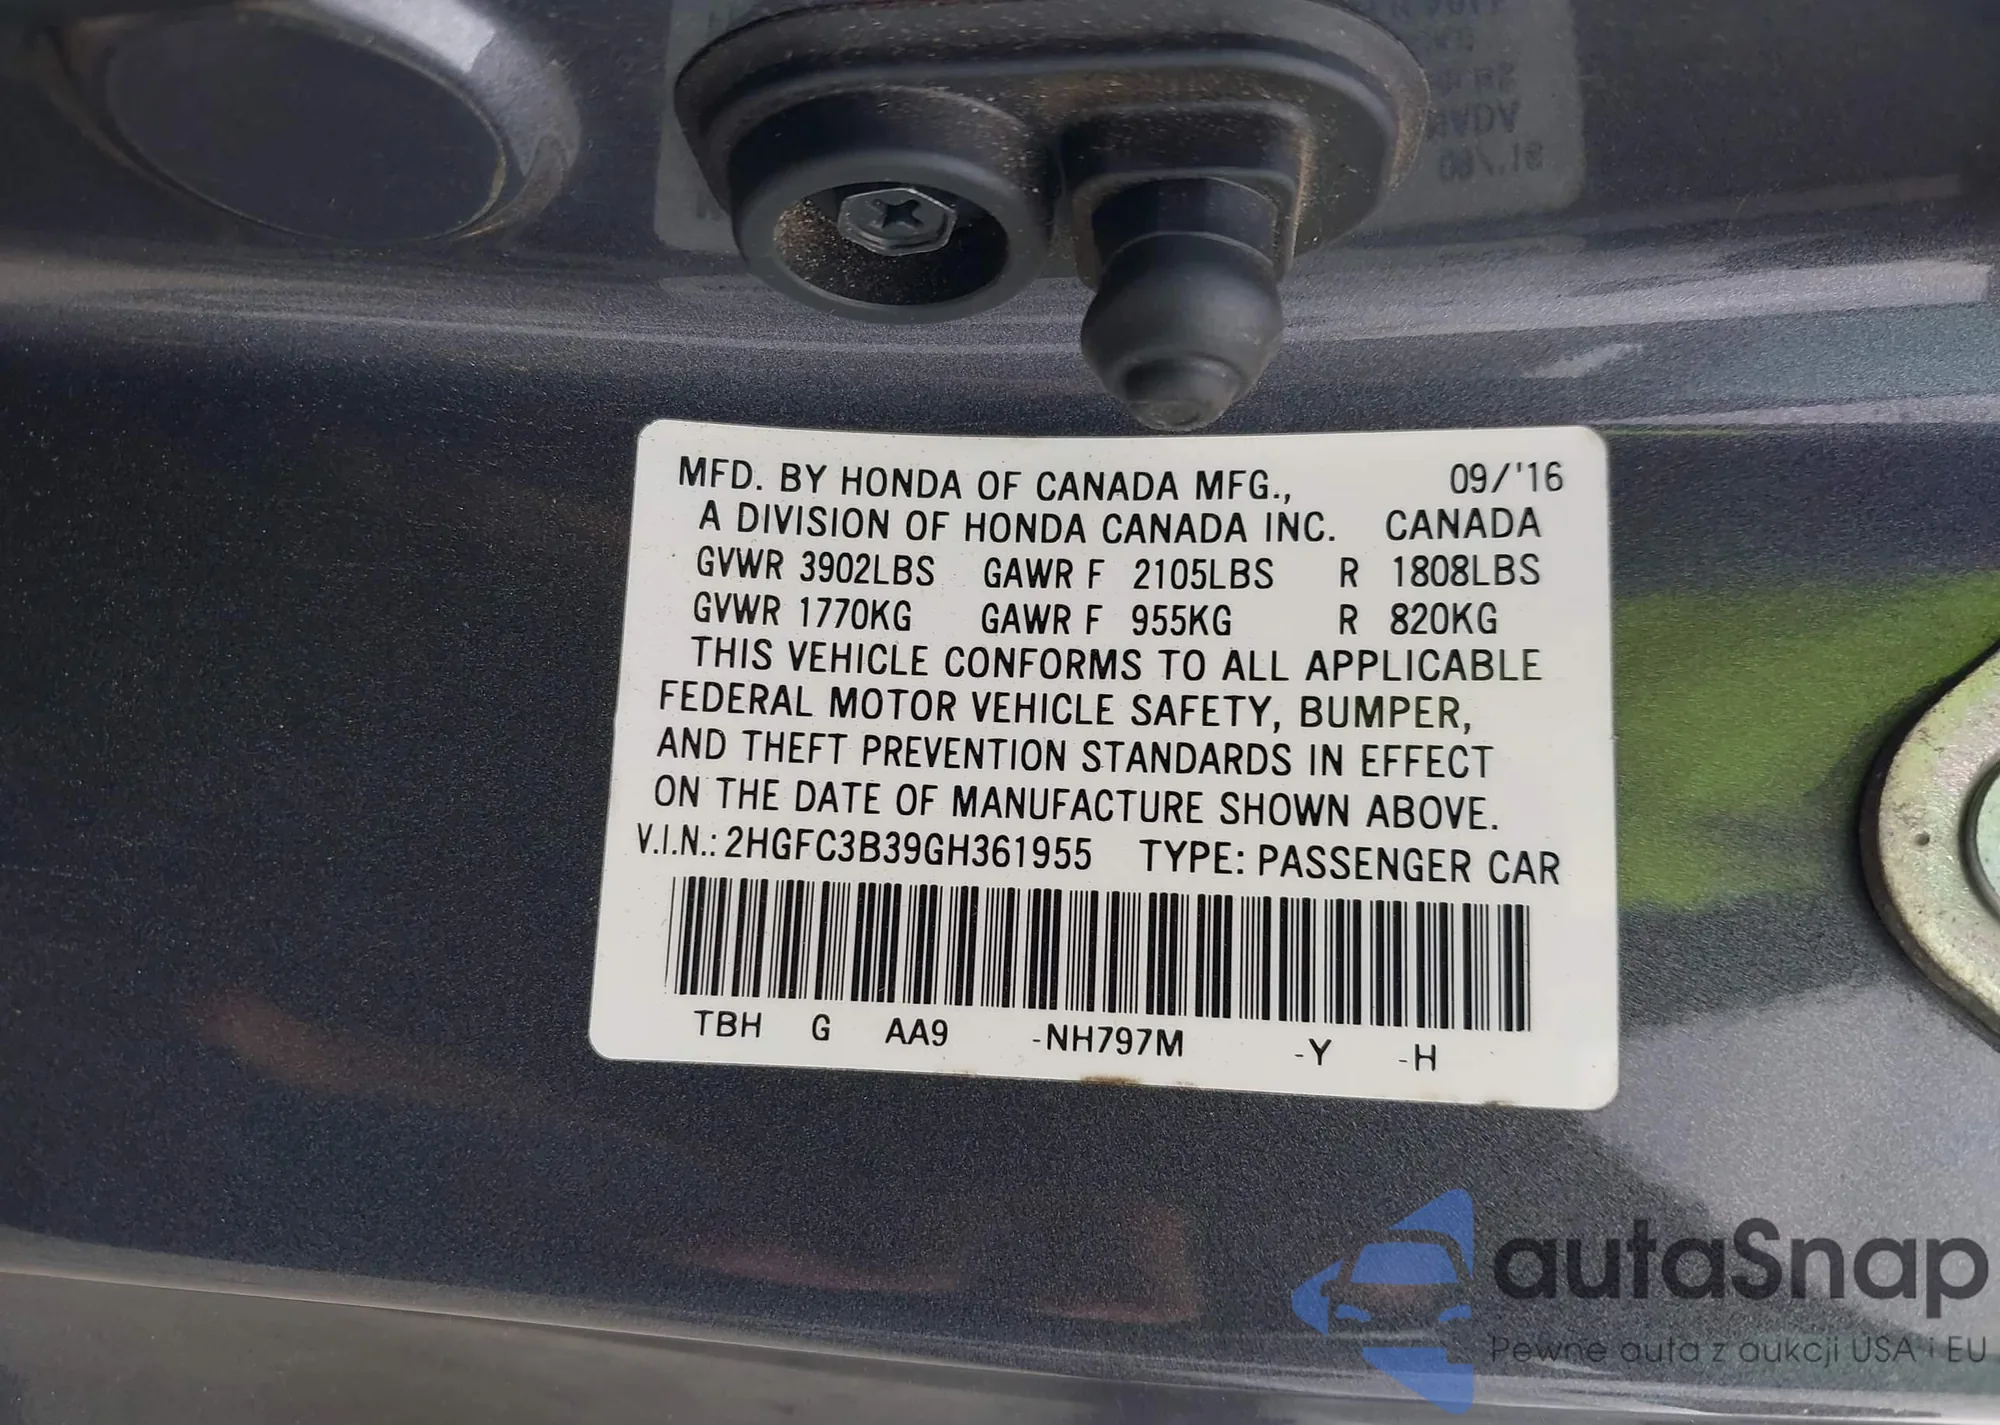 MFD. BY HONDA OF CANADA MFG., 09/'16
A DIVISION OF HONDA CANADA INC. CANADA
GVWR 3902LBS GAWR F 2105LBS R 1808LBS
GVWR 1770KG GAWR F 955KG R 820KG
THIS VEHICLE CONFORMS TO ALL APPLICABLE
FEDERAL MOTOR VEHICLE SAFETY, BUMPER,
AND THEFT PREVENTION STANDARDS IN EFFECT
ON THE DATE OF MANUFACTURE SHOWN ABOVE.
V.I.N.: 2HGFC3B39GH361955 TYPE: PASSENGER CAR
TBH G AA9 -NH797M -Y -H
autaSnap
Pewne auta z aukcji USA i EU